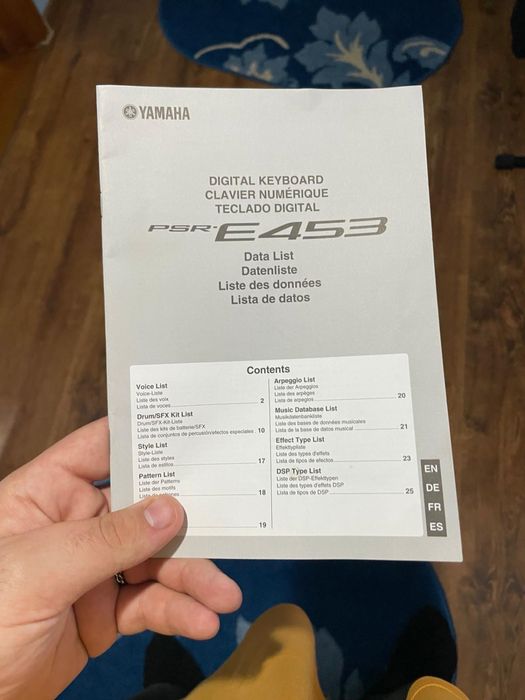 YAMAHA
DIGITAL KEYBOARD
CLAVIER NUMÉRIQUE
TECLADO DIGITAL
PSR-E453
Data List
Datenliste
Liste des données
Lista de datos
Contents
Voice List
Voice-Liste
Liste des voix
Lista de voces 2
Drum/SFX Kit List
Drum/SFX-Kit-Liste
Liste des kits de batterie/SFX
Lista de conjuntos de percusión/efectos especiales 10
Style List
Style-Liste
Liste des styles
Lista de estilos 17
Pattern List
Liste der Patterns
Liste des motifs
18
19
Arpeggio List
Liste der Arpeggios
Liste des arpèges
Lista de arpegios 20
Music Database List
Musikdatenbankliste
Liste des bases de données musicales
Lista de la base de datos musical 21
Effect Type List
Effekttypliste
Liste des types d'effets
Lista de tipos de efectos 23
DSP Type List
Liste der DSP-Effekttypen
Liste des types d'effets DSP
Lista de tipos de DSP 25
EN
DE
FR
ES